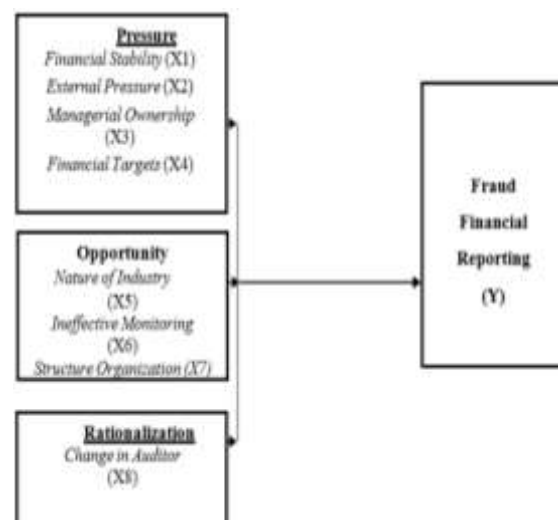 Pressure
Financial Stability (X1)
External Pressure (X2)
Managerial Ownership
(X3)
Financial Targets (X4)
Opportunity
Nature of Industry
(X5)
Ineffective Monitoring
(X6)
Structure Organization (X7)
Rationalization
Change in Auditor
(X8)
Fraud
Financial
Reporting
(Y)